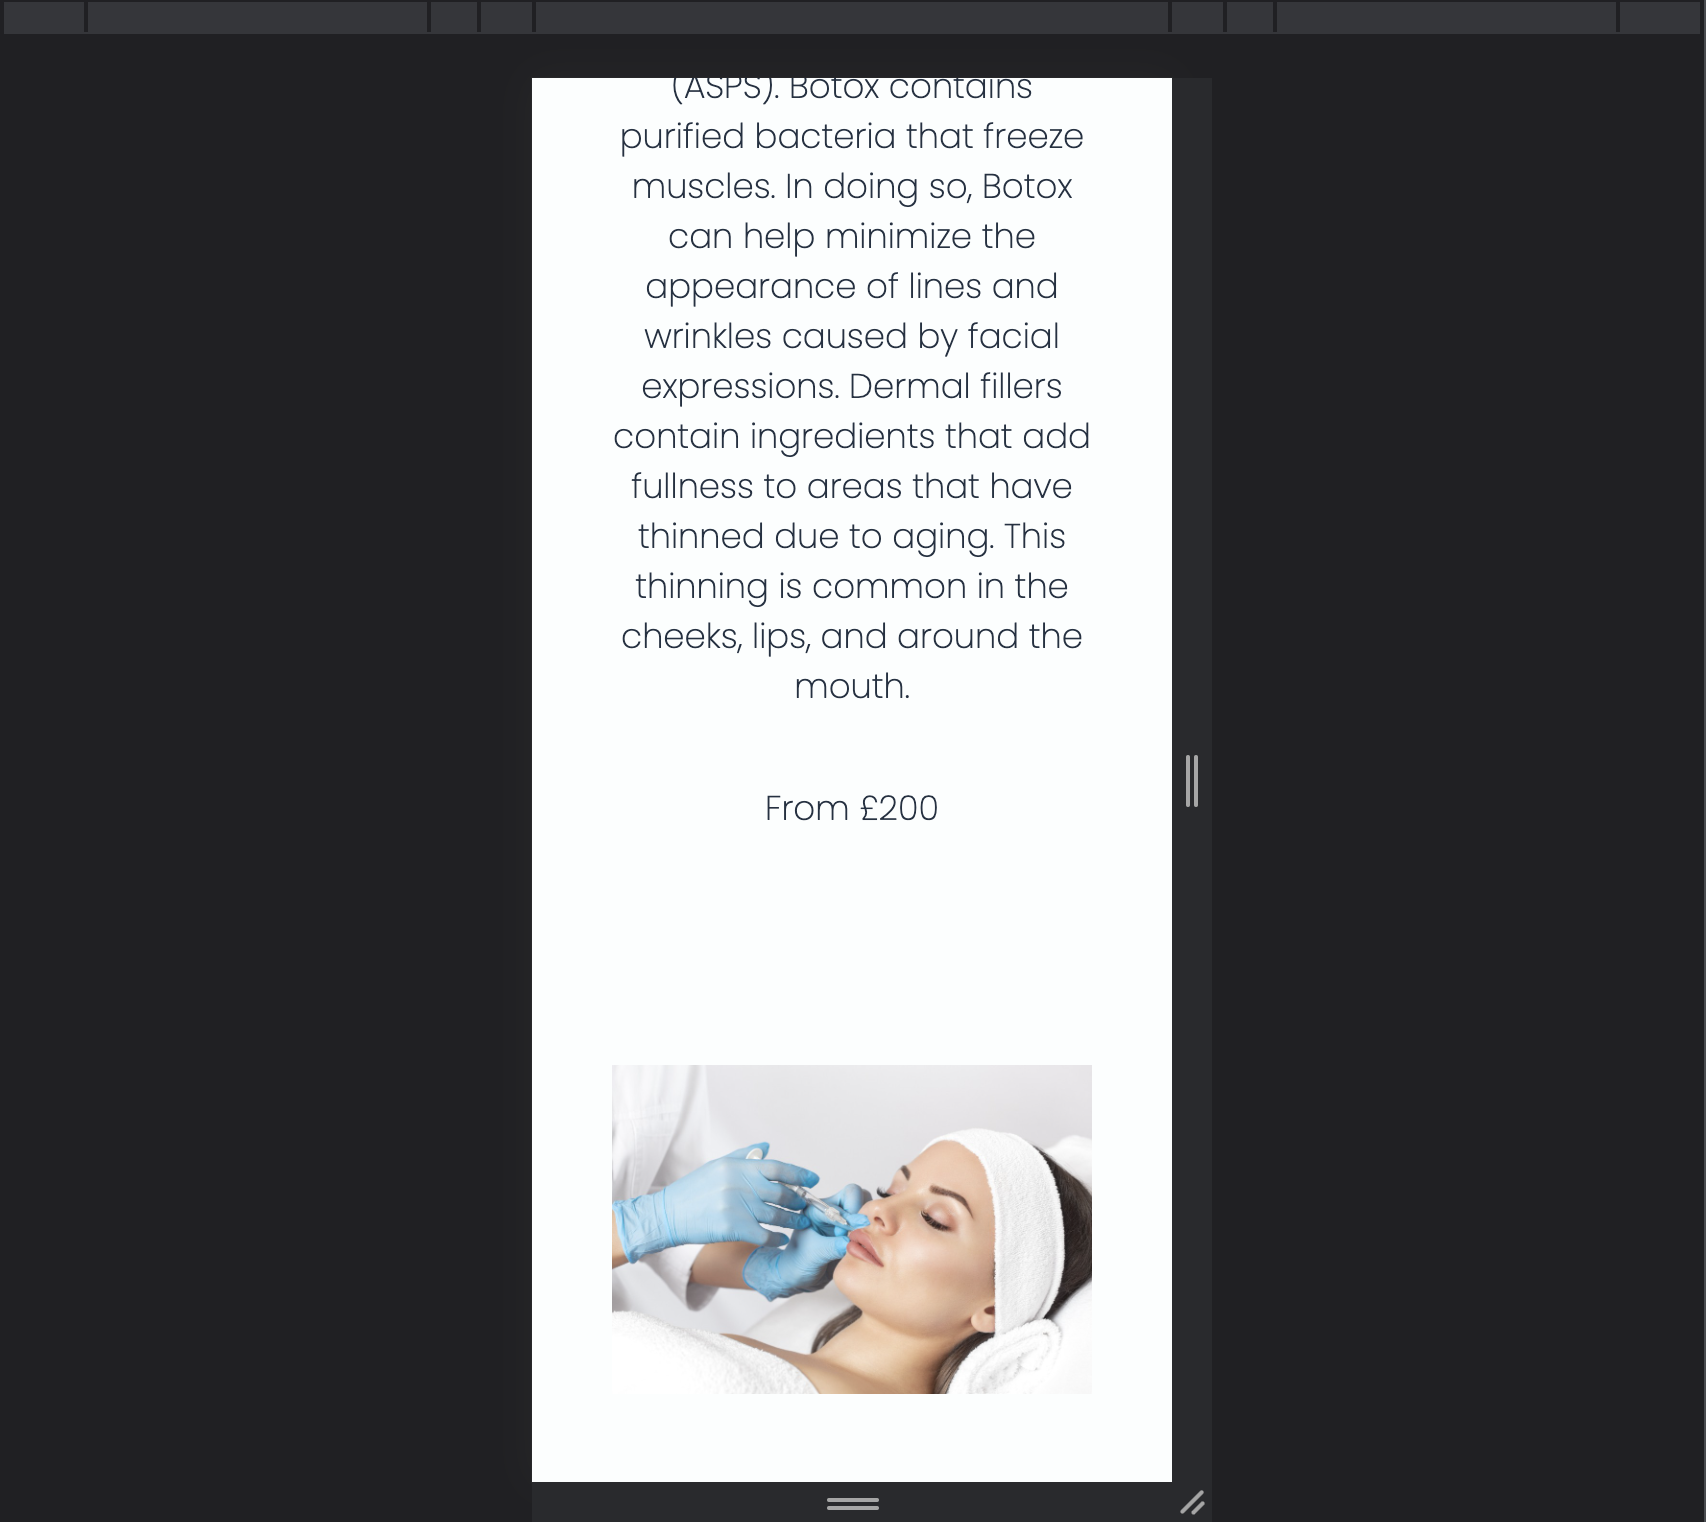 (ASPS). Botox contains
purified bacteria that freeze
muscles. In doing so, Botox
can help minimize the
appearance of lines and
wrinkles caused by facial
expressions. Dermal fillers
contain ingredients that add
fullness to areas that have
thinned due to aging. This
thinning is common in the
cheeks, lips, and around the
mouth.
From £200